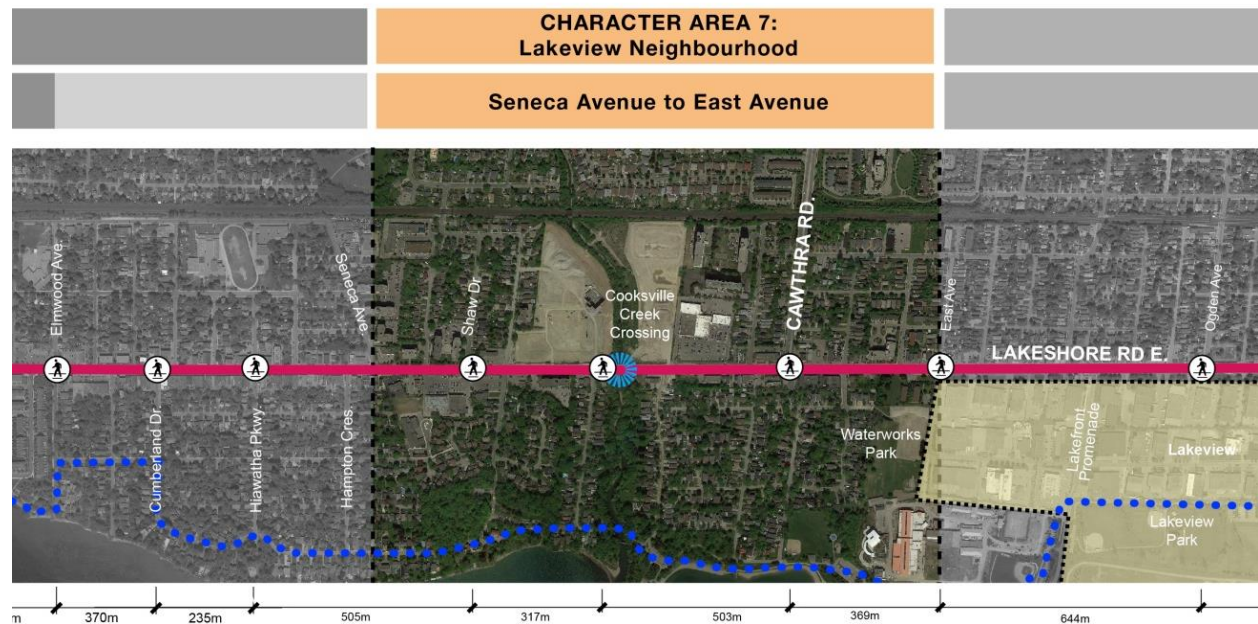 CHARACTER AREA 7:
Lakeview Neighbourhood
Seneca Avenue to East Avenue
Elmwood Ave.
Cumberland Dr
Hiawatha Pkwy.
Seneca Ave.
Hampton Cres
Shaw Dr.
Cooksville
Creek
Crossing
CAWTHRA RD.
East Ave
LAKESHORE RD E.
Ogden Ave
Waterworks
Park
Lakefront
Promenade
Lakeview
Lakeview
Park
m
370m
235m
505m
317m
503m
369m
644m